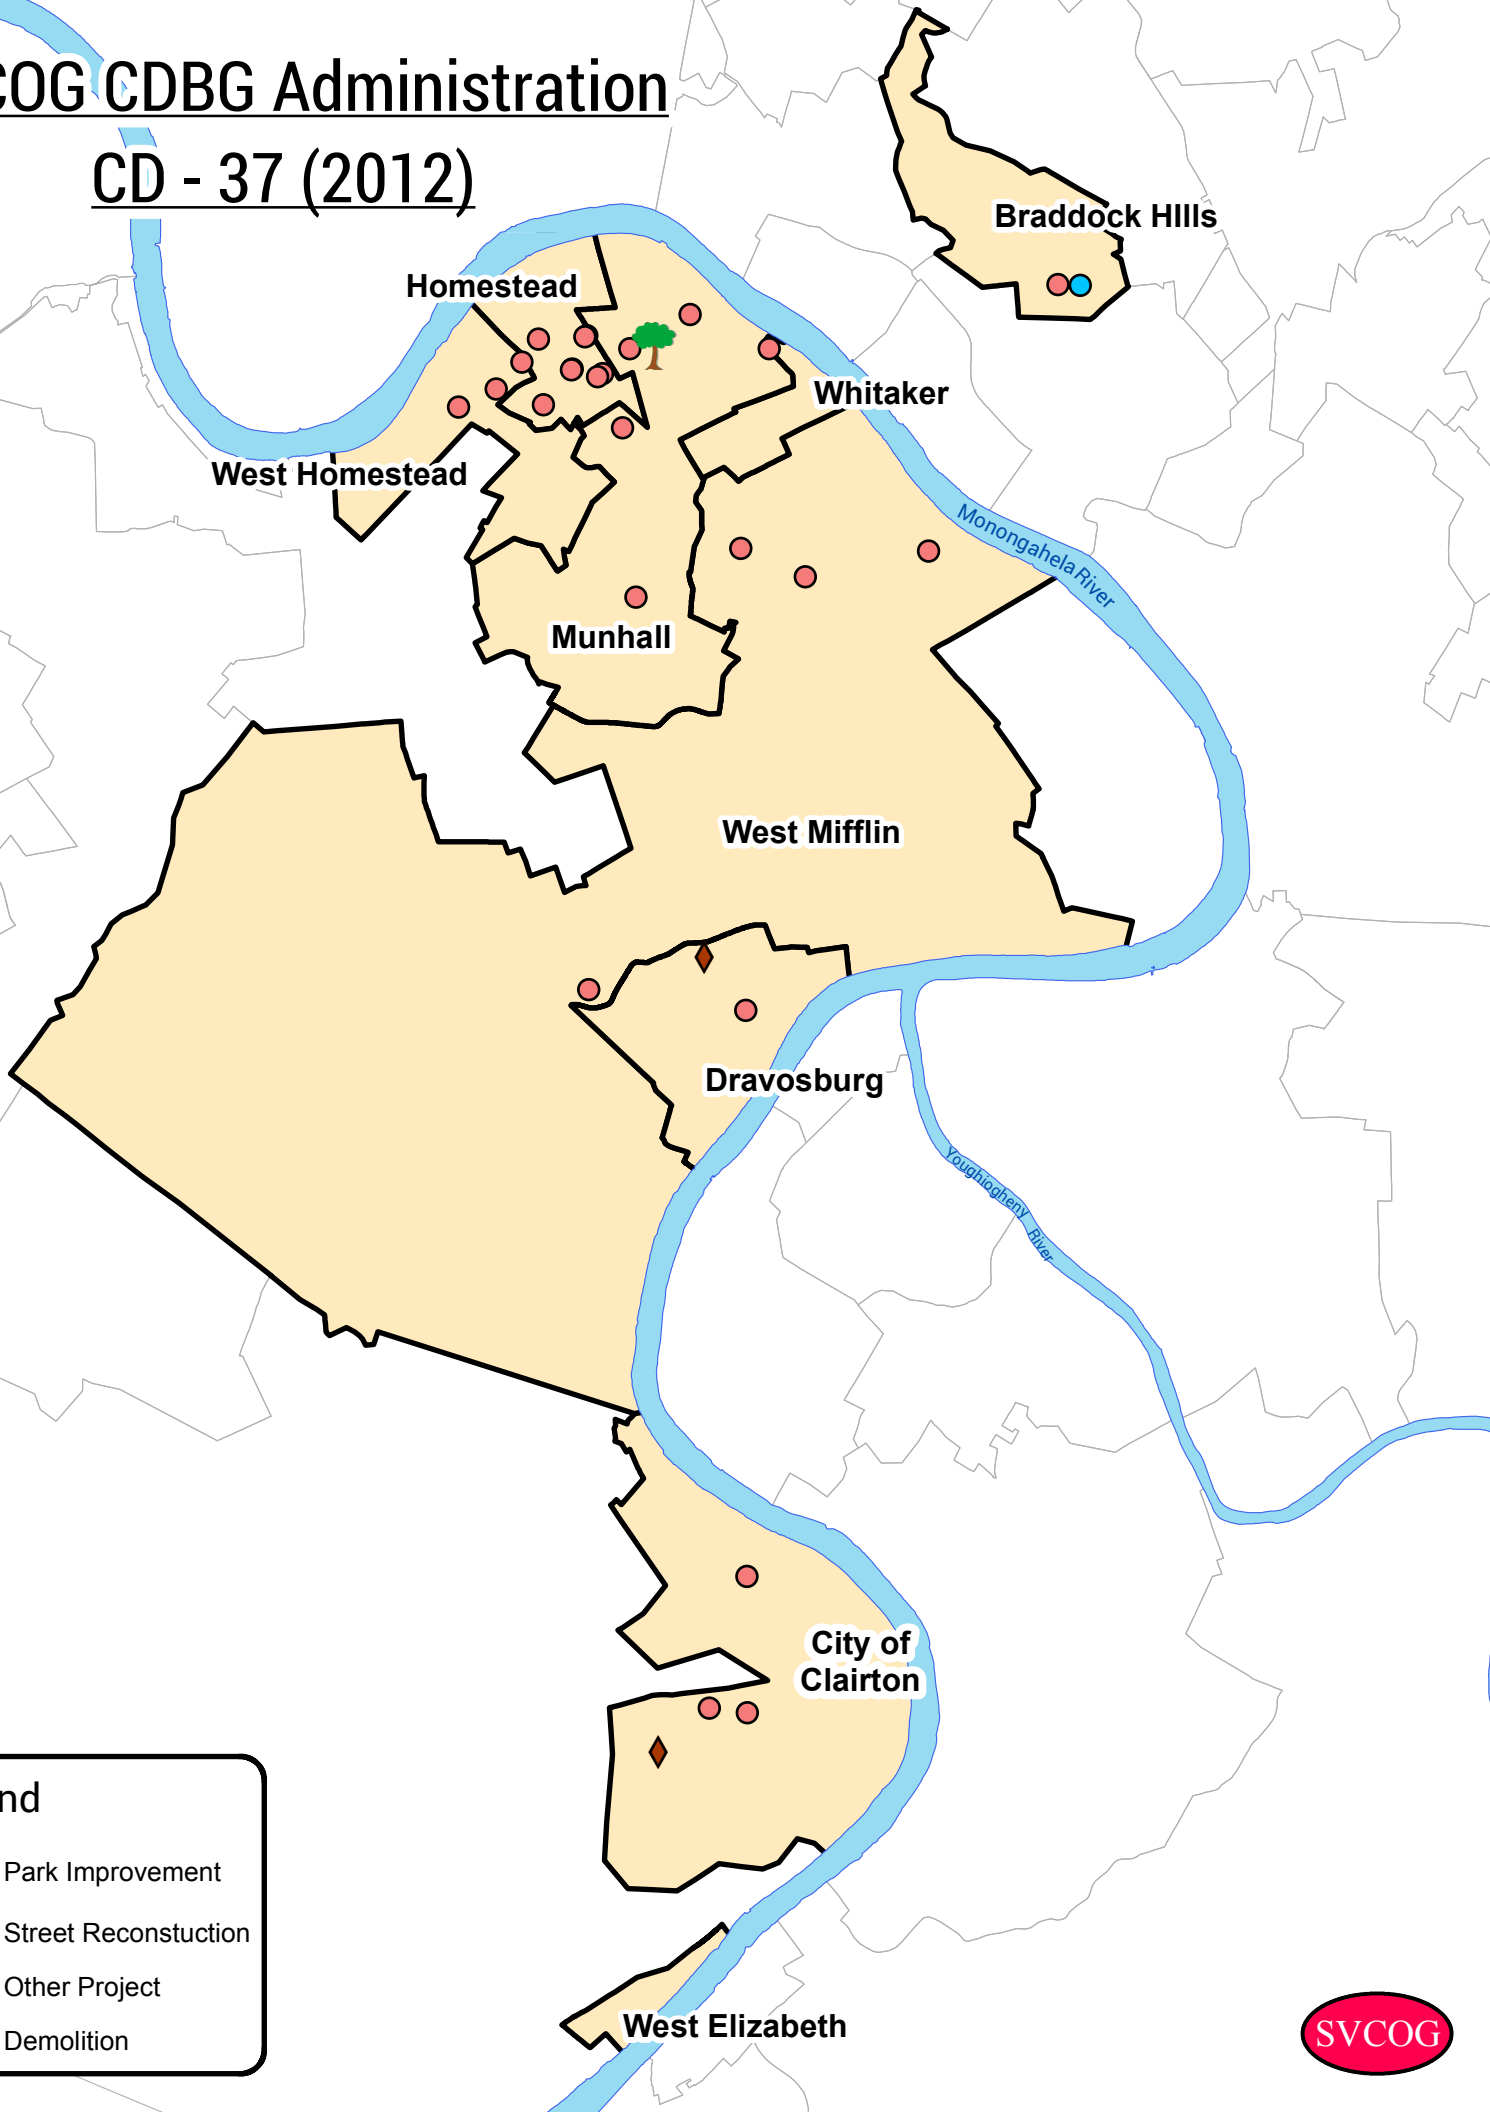 COG CDBG Administration
CD - 37 (2012)
Braddock HIlls
Homestead
Whitaker
West Homestead
Monongahela River
Munhall
West Mifflin
Dravosburg
Youghiogheny River
City of
Clairton
nd
Park Improvement
Street Reconstuction
Other Project
Demolition
West Elizabeth
SVCOG